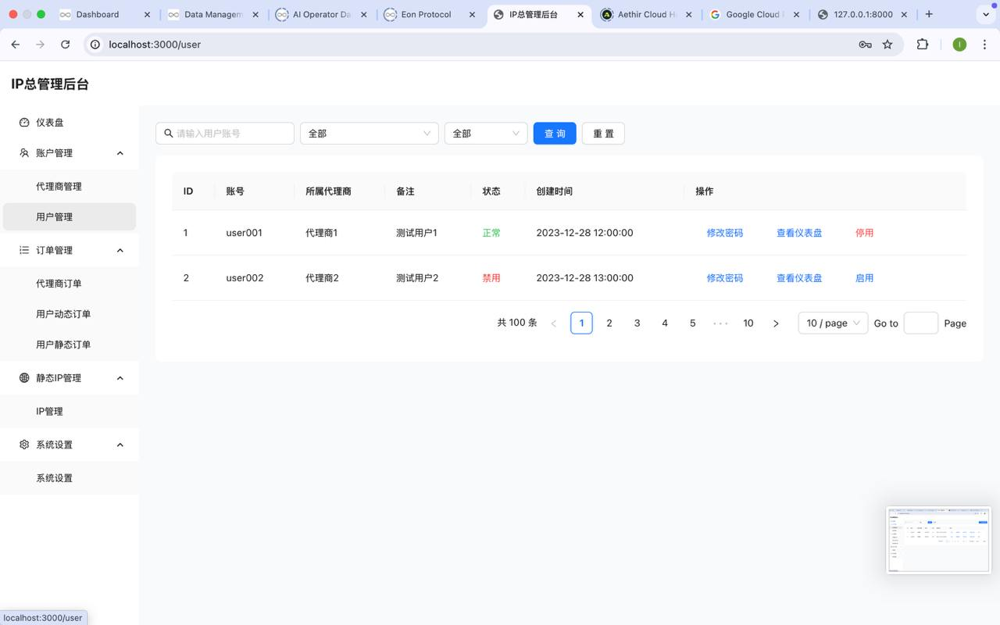 Dashboard
Data Managem
AI Operator Da
Eon Protocol
IP总管理后台
Aethir Cloud H
Google Cloud
127.0.0.1:8000
localhost:3000/user
I
IP总管理后台
仪表盘
账户管理
代理商管理
用户管理
订单管理
代理商订单
用户动态订单
用户静态订单
静态IP管理
IP管理
系统设置
系统设置
请输入用户账号 全部 全部 查 询 重 置
ID 账号 所属代理商 备注 状态 创建时间 操作
1 user001 代理商1 测试用户1 正常 2023-12-28 12:00:00 修改密码 查看仪表盘 停用
2 user002 代理商2 测试用户2 禁用 2023-12-28 13:00:00 修改密码 查看仪表盘 启用
共 100 条 < 1 2 3 4 5 ••• 10 > 10 / page Go to Page
localhost:3000/user